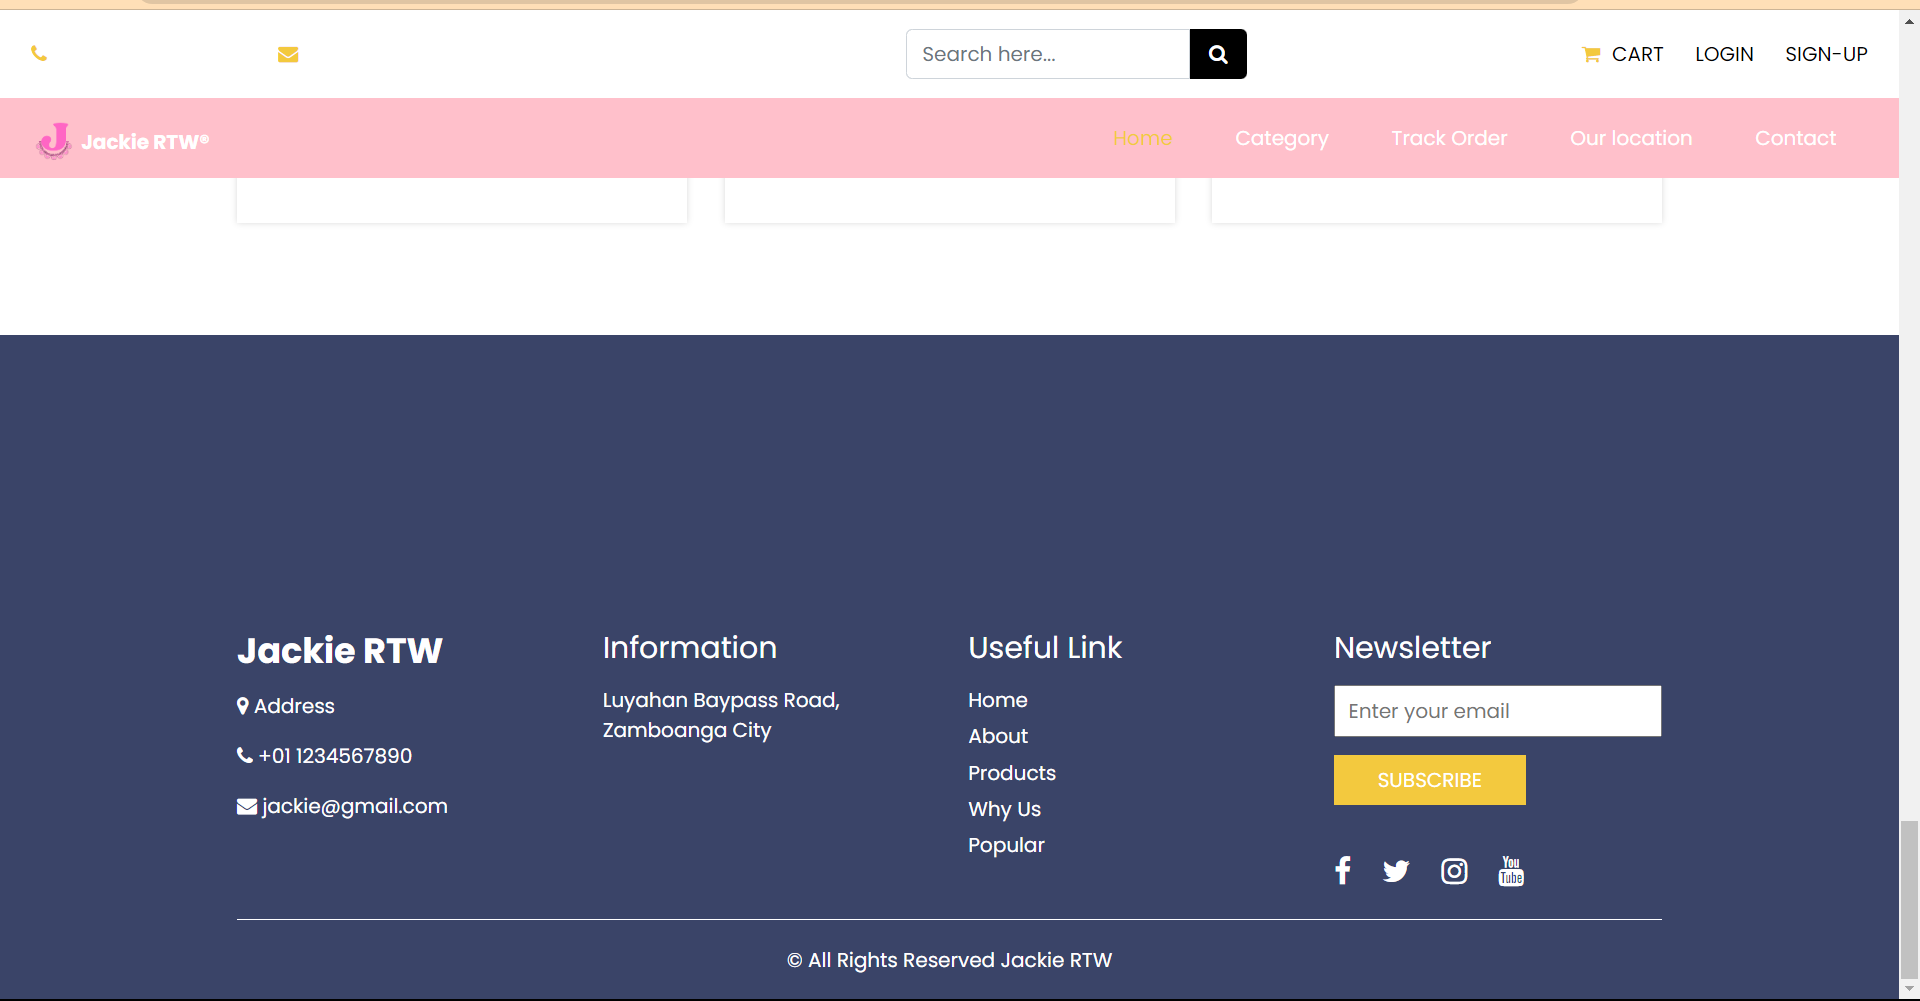 Search here...
CART
LOGIN
SIGN-UP
J Jackie RTW®
Home
Category
Track Order
Our location
Contact
Jackie RTW
Address
+01 1234567890
jackie@gmail.com
Information
Luyahan Baypass Road,
Zamboanga City
Useful Link
Home
About
Products
Why Us
Popular
Newsletter
Enter your email
SUBSCRIBE
You
Tube
© All Rights Reserved Jackie RTW